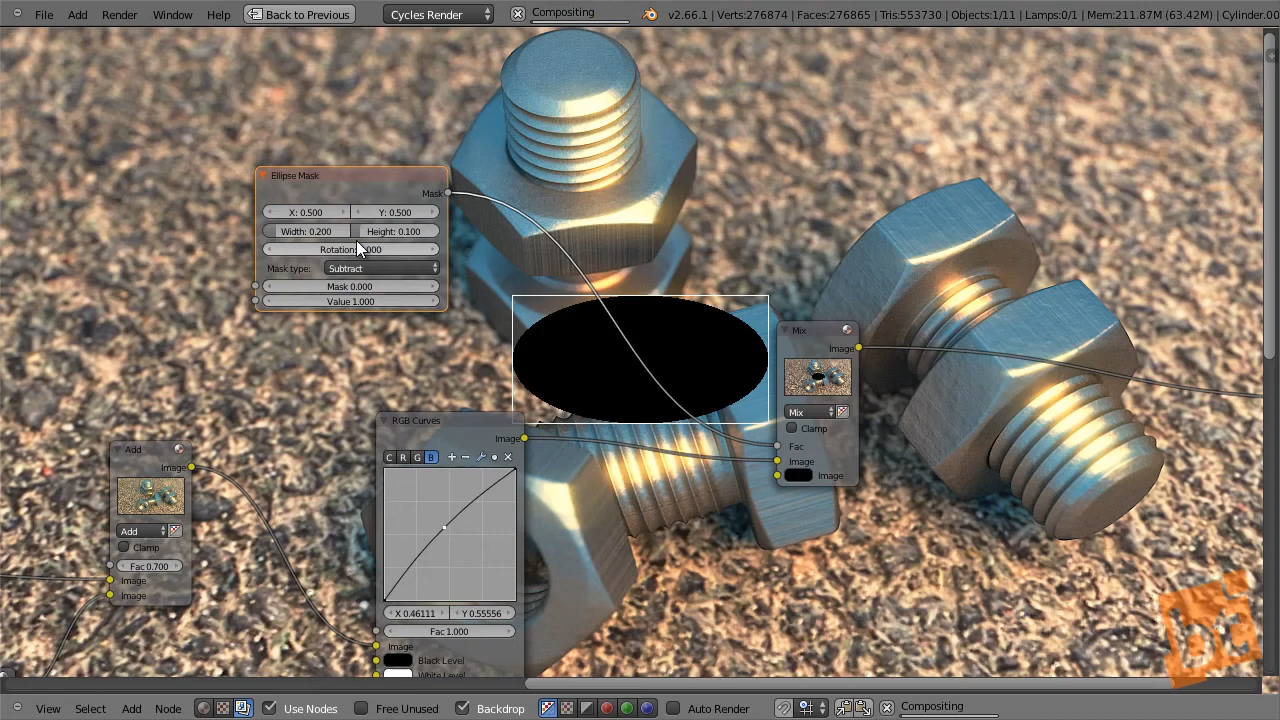 File Add Render Window Help Back to Previous Cycles Render Compositing v2.66.1 | Verts:276874 | Faces:276865 | Tris:553730 | Objects:1/11 | Lamps:0/1 | Mem:211.87M (63.42M) | Cylinder.00
Ellipse Mask
Mask
X: 0.500 Y: 0.500
Width: 0.200 Height: 0.100
Mask type: Subtract
Mask 0.000
Value 1.000
Mix
Image
Mix
Clamp
Fac
Image
Image
RGB Curves
Image
C R G B
X 0.46111 Y 0.55556
Fac 1.000
Image
Black Level
White Level
Add
Image
Add
Clamp
Fac 0.700
Image
Image
bc
View Select Add Node Use Nodes Free Unused Backdrop Auto Render Compositing